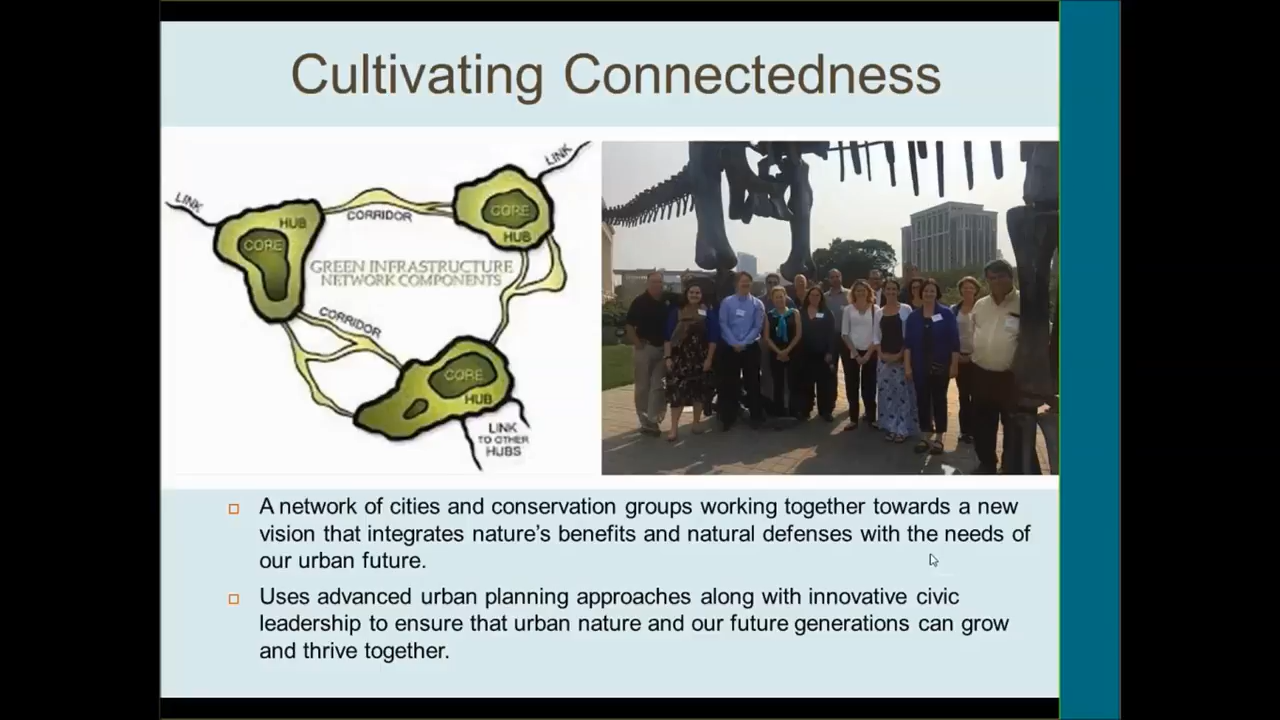 Cultivating Connectedness
LINK
LINK
CORE
HUB
CORRIDOR
HUB
CORE
GREEN INFRASTRUCTURE
NETWORK COMPONENTS
CORRIDOR
CORE
HUB
LINK
TO OTHER
HUBS
A network of cities and conservation groups working together towards a new
vision that integrates nature's benefits and natural defenses with the needs of
our urban future.
Uses advanced urban planning approaches along with innovative civic
leadership to ensure that urban nature and our future generations can grow
and thrive together.